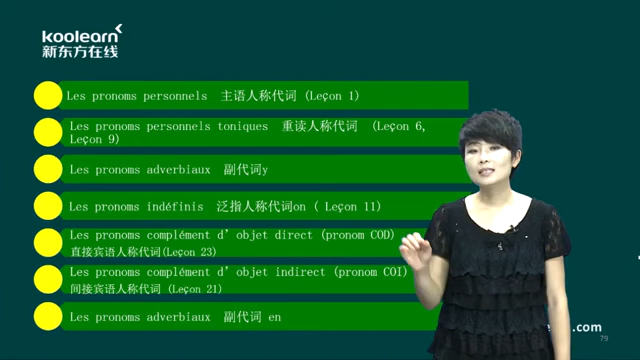 koolearn
新东方在线
Les pronoms personnels 主语人称代词 (Leçon 1)
Les pronoms personnels toniques 重读人称代词 (Leçon 6,
Leçon 9)
Les pronoms adverbiaux 副代词y
Les pronoms indéfinis 泛指人称代词on ( Leçon 11)
Les pronoms complément d’ objet direct (pronom COD)
直接宾语人称代词(Leçon 23)
Les pronoms complément d’ objet indirect (pronom COI)
间接宾语人称代词 (Leçon 21)
Les pronoms adverbiaux 副代词 en
.com
79